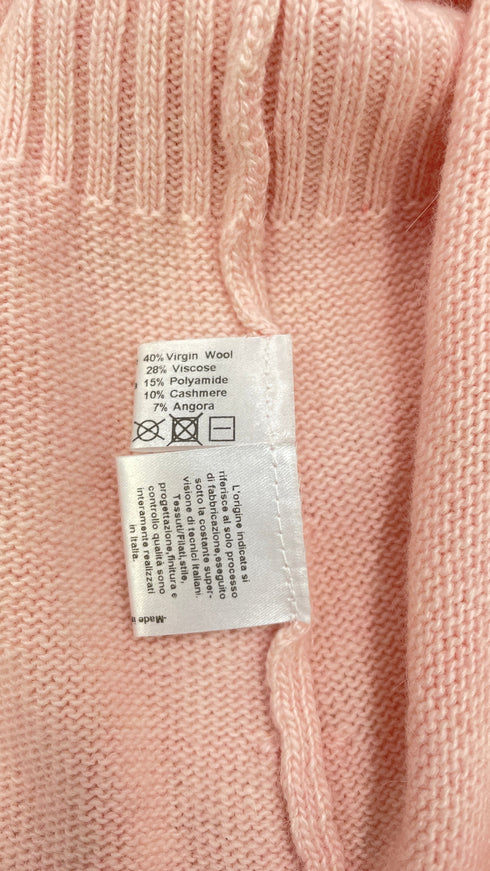 40% Virgin Wool
28% Viscose
15% Polyamide
10% Cashmere
7% Angora
L'origine indicata si
riferisce al solo processo
di fabbricazione,eseguito
sotto la costante super-
visione di tecnici italiani.
Tessuti/Filati,stile,
progettazione,finitura e
controllo qualità sono
interamente realizzati
in Italia.
Made